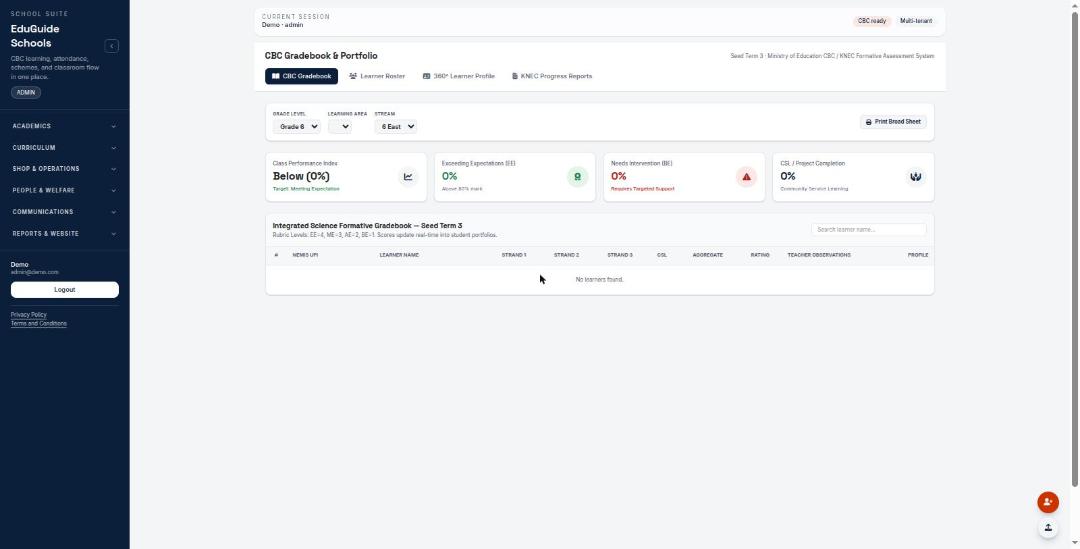 SCHOOL SUITE
EduGuide
Schools
CBC learning, attendance,
schemes, and classroom flow
in one place.
ADMIN
ACADEMICS
CURRICULUM
SHOP & OPERATIONS
PEOPLE & WELFARE
COMMUNICATIONS
REPORTS & WEBSITE
Demo
admin@demo.com
Logout
Privacy Policy
Terms and Conditions
CURRENT SESSION
Demo · admin
CBC ready
Multi-tenant
CBC Gradebook & Portfolio
Seed Term 3 · Ministry of Education CBC / KNEC Formative Assessment System
CBC Gradebook
Learner Roster
360° Learner Profile
KNEC Progress Reports
GRADE LEVEL
LEARNING AREA
STREAM
Grade 6
6 East
Print Broad Sheet
Class Performance Index
Below (0%)
Target: Meeting Expectation
Exceeding Expectations (EE)
0%
Above 80% mark
Needs Intervention (BE)
0%
Requires Targeted Support
CSL / Project Completion
0%
Community Service Learning
Integrated Science Formative Gradebook — Seed Term 3
Rubric Levels: EE=4, ME=3, AE=2, BE=1. Scores update real-time into student portfolios.
Search learner name...
# NEMIS UPI LEARNER NAME STRAND 1 STRAND 2 STRAND 3 CSL AGGREGATE RATING TEACHER OBSERVATIONS PROFILE
No learners found.